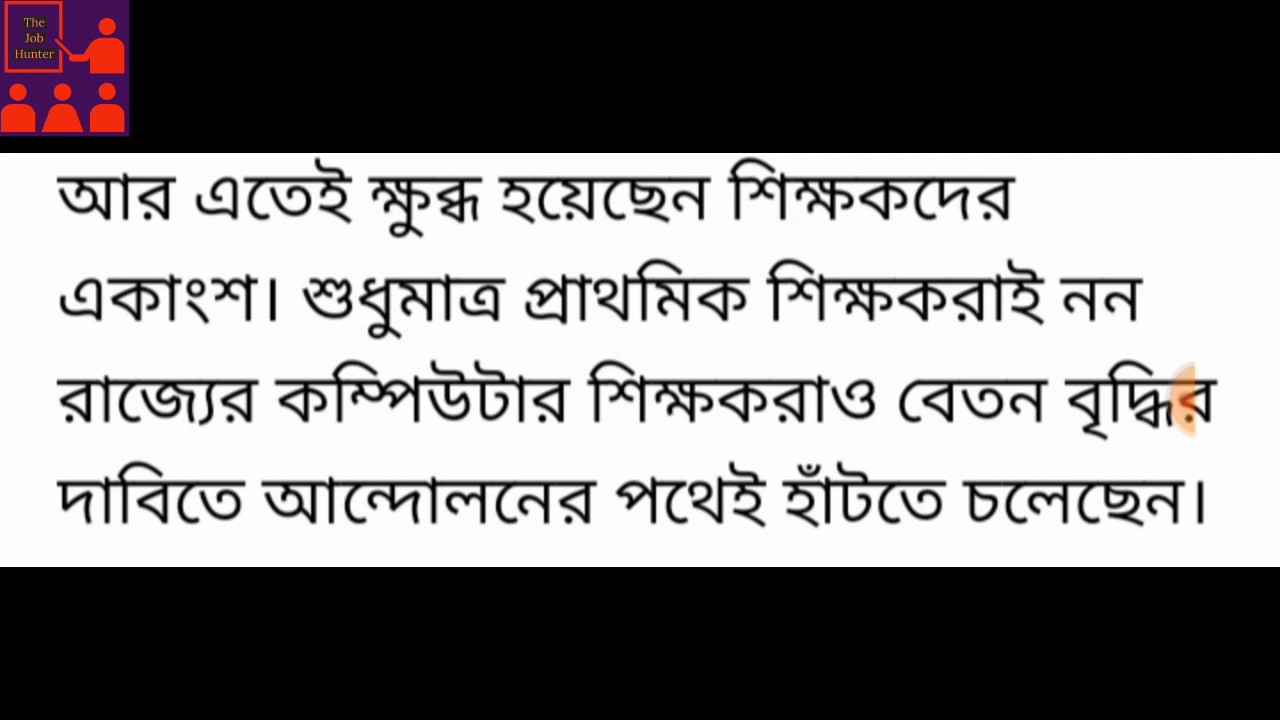 The
Job
Hunter
আর এতেই ক্ষুব্ধ হয়েছেন শিক্ষকদের
একাংশ। শুধুমাত্র প্রাথমিক শিক্ষকরাই নন
রাজ্যের কম্পিউটার শিক্ষকরাও বেতন বৃদ্ধির
দাবিতে আন্দোলনের পথেই হাঁটতে চলেছেন।